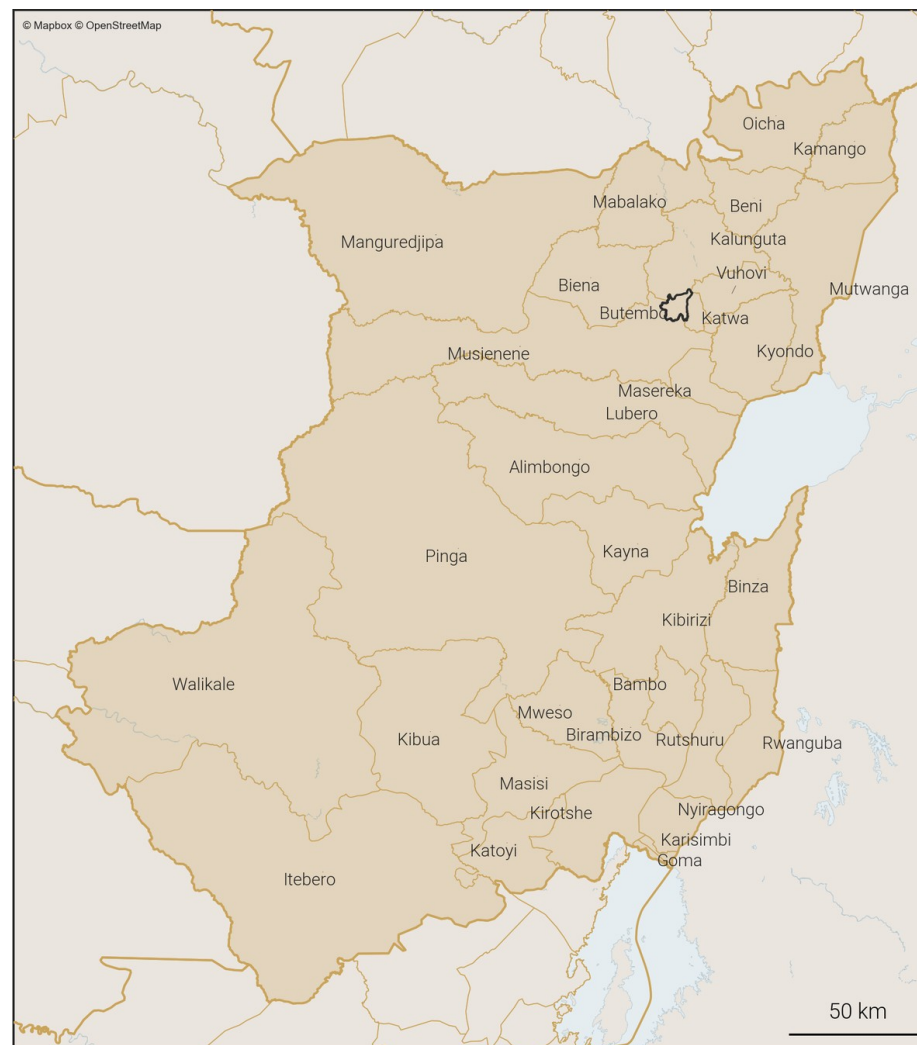 © Mapbox © OpenStreetMap
Oicha
Kamango
Mabalako
Beni
Manguredjipa
Kalunguta
Vuhovi
Biena
Mutwanga
Butembo
Katwa
Musienene
Kyondo
Masereka
Lubero
Alimbongo
Pinga
Kayna
Binza
Kibirizi
Walikale
Bambo
Mweso
Birambizo
Kibua
Rutshuru
Rwanguba
Masisi
Kirotshe
Nyiragongo
Karisimbi
Katoyi
Goma
Itebero
50 km